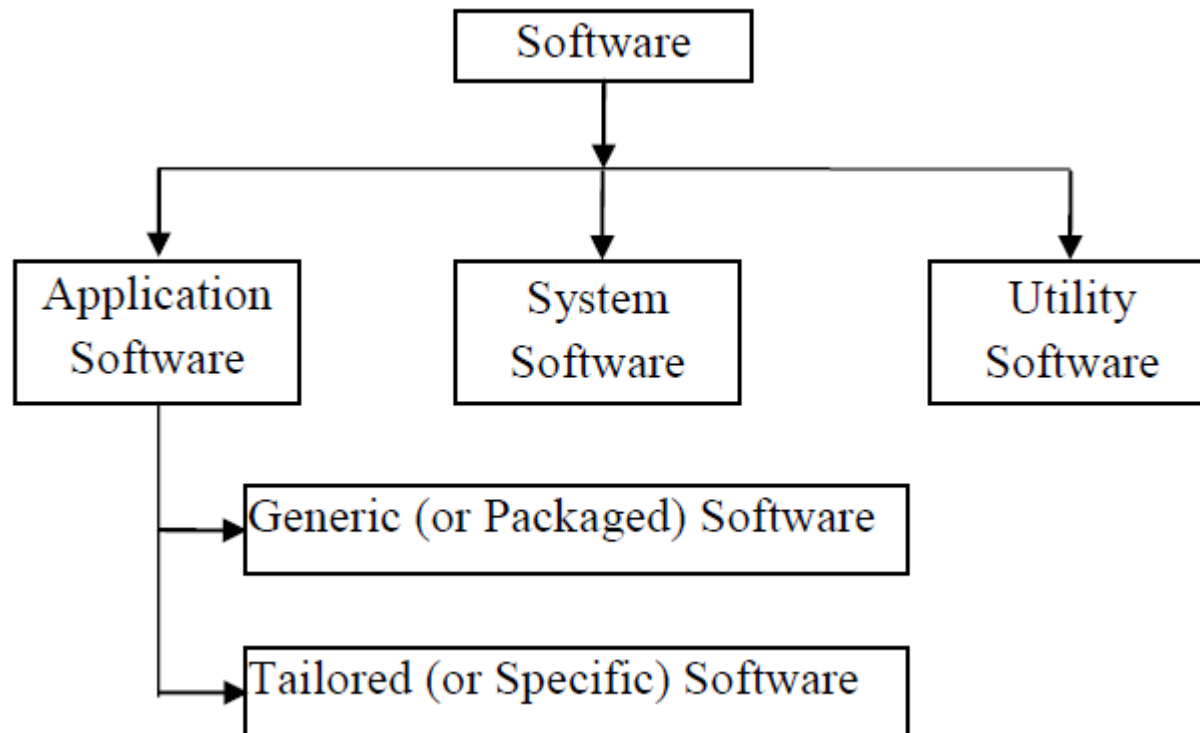 Software
Application
Software
System
Software
Utility
Software
Generic (or Packaged) Software
Tailored (or Specific) Software